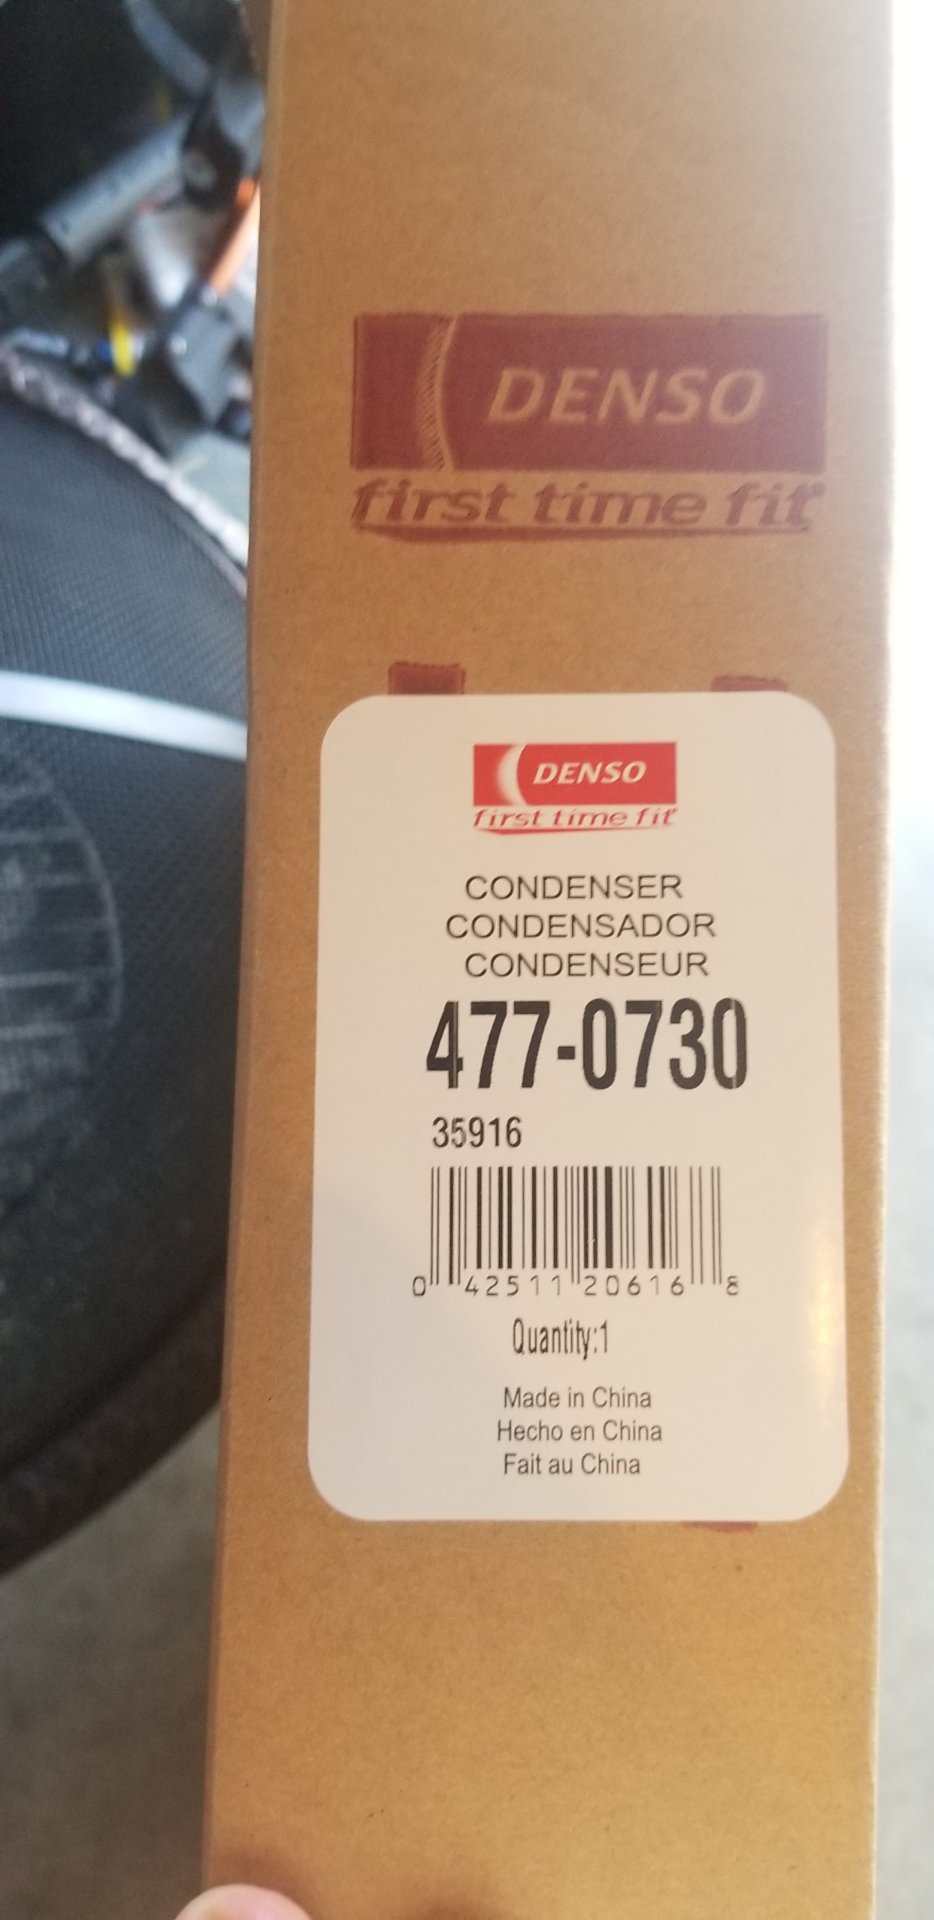 DENSO
first time fit
DENSO
first time fit
CONDENSER
CONDENSADOR
CONDENSEUR
477-0730
35916
0 42511 20616 8
Quantity:1
Made in China
Hecho en China
Fait au China